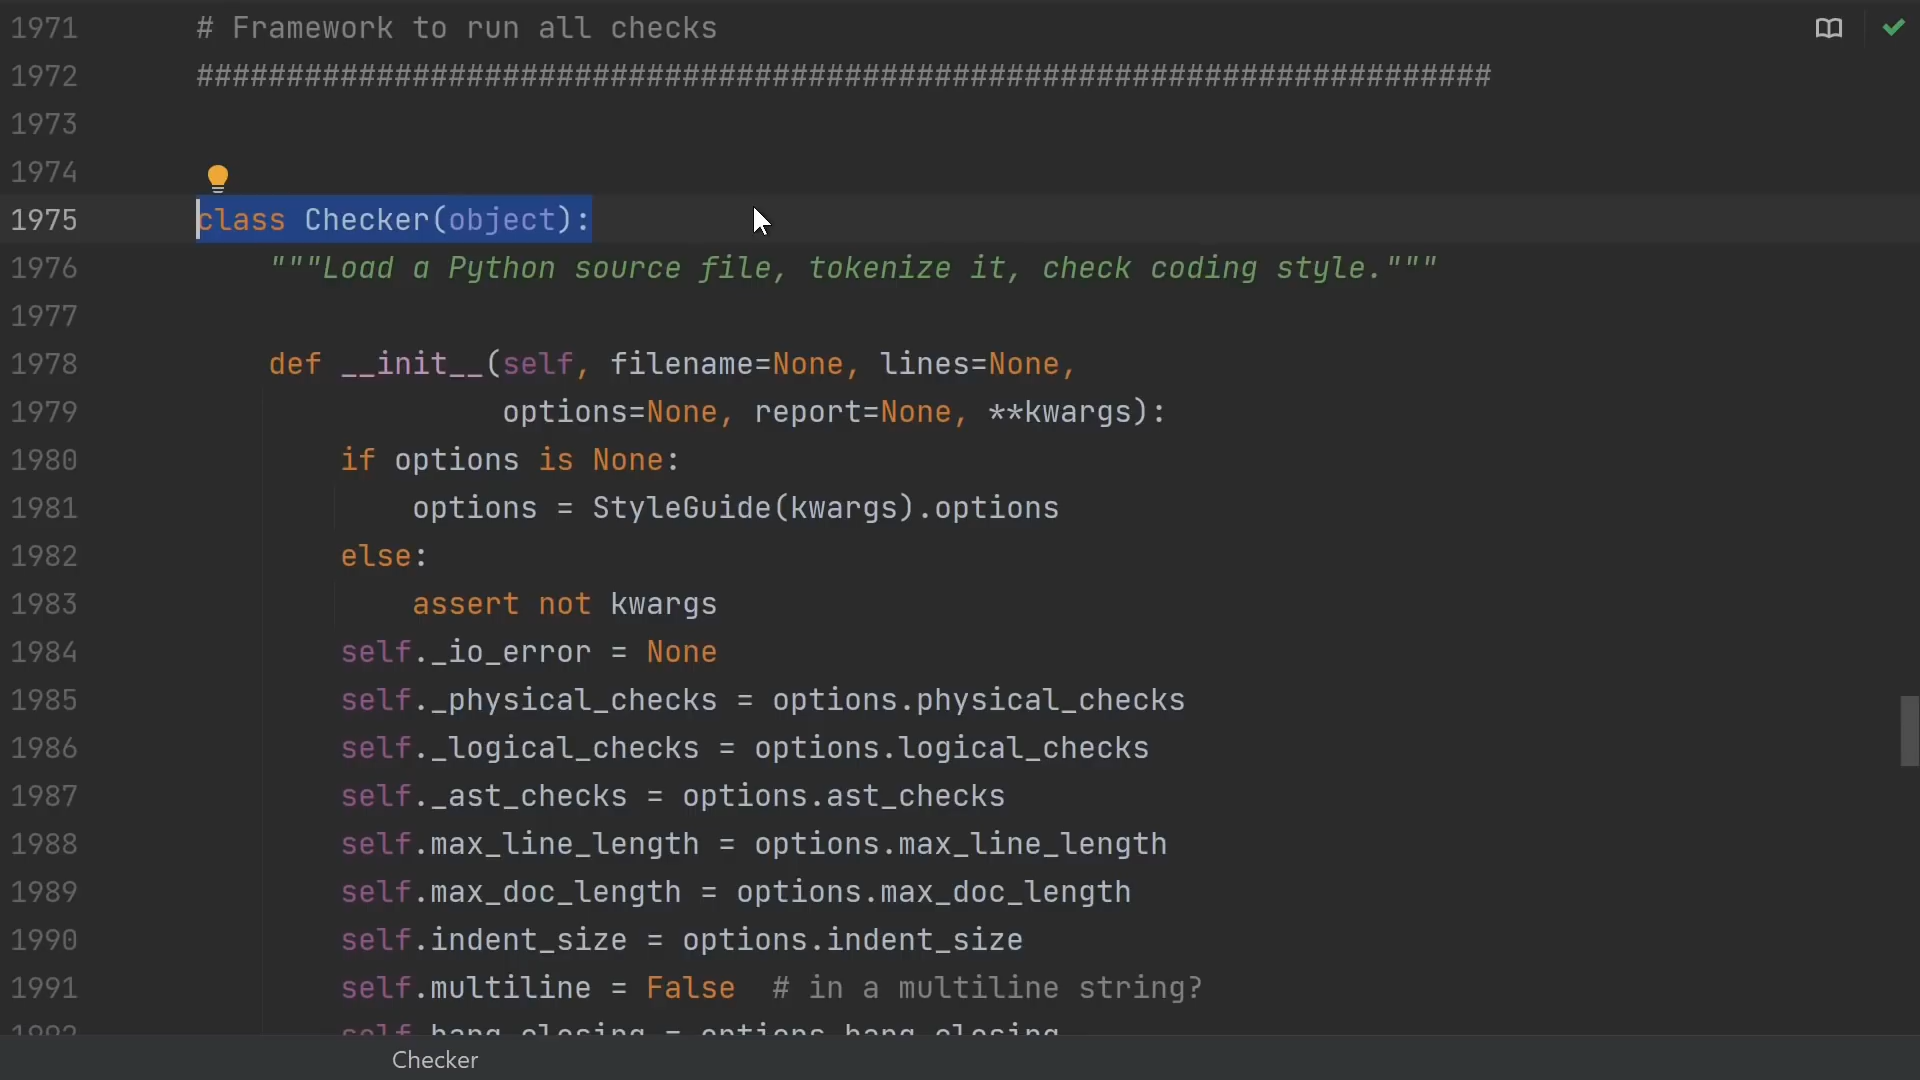 1971 # Framework to run all checks
1972 ########################################################################
1973
1974
1975 class Checker(object):
1976 """Load a Python source file, tokenize it, check coding style."""
1977
1978 def __init__(self, filename=None, lines=None,
1979 options=None, report=None, **kwargs):
1980 if options is None:
1981 options = StyleGuide(kwargs).options
1982 else:
1983 assert not kwargs
1984 self._io_error = None
1985 self._physical_checks = options.physical_checks
1986 self._logical_checks = options.logical_checks
1987 self._ast_checks = options.ast_checks
1988 self.max_line_length = options.max_line_length
1989 self.max_doc_length = options.max_doc_length
1990 self.indent_size = options.indent_size
1991 self.multiline = False  # in a multiline string?
1992 self.hang_closing = options.hang_closing
Checker